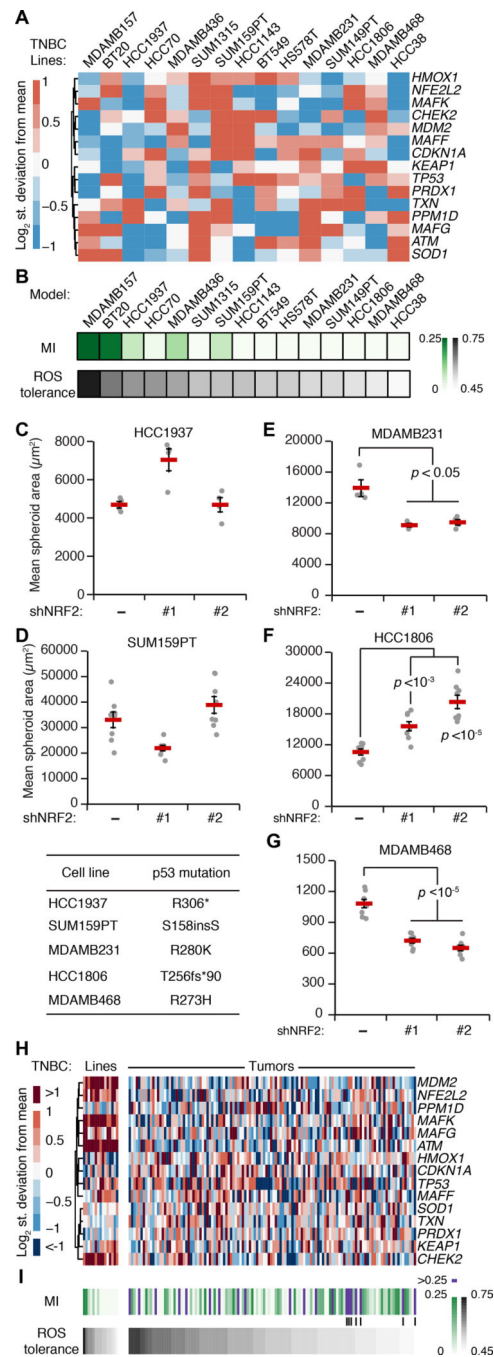 A
TNBC Lines:
MDAMB157
BT20
HCC1937
HCC70
MDAMB436
SUM1315
SUM159PT
HCC1143
BT549
HS578T
MDAMB231
SUM149PT
HCC1806
MDAMB468
HCC38
Log2 st. deviation from mean
1
0.5
0
−0.5
−1
HMOX1
NFE2L2
MAFK
CHEK2
MDM2
MAFF
CDKN1A
KEAP1
TP53
PRDX1
TXN
PPM1D
MAFG
ATM
SOD1
B
Model:
MDAMB157
BT20
HCC1937
HCC70
MDAMB436
SUM1315
SUM159PT
HCC1143
BT549
HS578T
MDAMB231
SUM149PT
HCC1806
MDAMB468
HCC38
MI
ROS tolerance
0.25 0.75
0 0.45
C
HCC1937
Mean spheroid area (µm²)
8000
6000
4000
2000
0
shNRF2: – #1 #2
E
MDAMB231
20000
16000
12000
8000
4000
0
p < 0.05
shNRF2: – #1 #2
D
SUM159PT
Mean spheroid area (µm²)
60000
50000
40000
30000
20000
10000
0
shNRF2: – #1 #2
F
HCC1806
30000
24000
18000
12000
6000
0
p <10⁻³
p <10⁻⁵
shNRF2: – #1 #2
Cell line p53 mutation
HCC1937 R306*
SUM159PT S158insS
MDAMB231 R280K
HCC1806 T256fs*90
MDAMB468 R273H
G
MDAMB468
1500
1200
900
600
300
0
p <10⁻⁵
shNRF2: – #1 #2
H
TNBC: Lines Tumors
Log2 st. deviation from mean
>1
1
0.5
0
−0.5
−1
<-1
MDM2
NFE2L2
PPM1D
MAFK
MAFG
ATM
HMOX1
CDKN1A
TP53
MAFF
SOD1
TXN
PRDX1
KEAP1
CHEK2
I
MI
ROS tolerance
>0.25
0.25 0.75
0 0.45